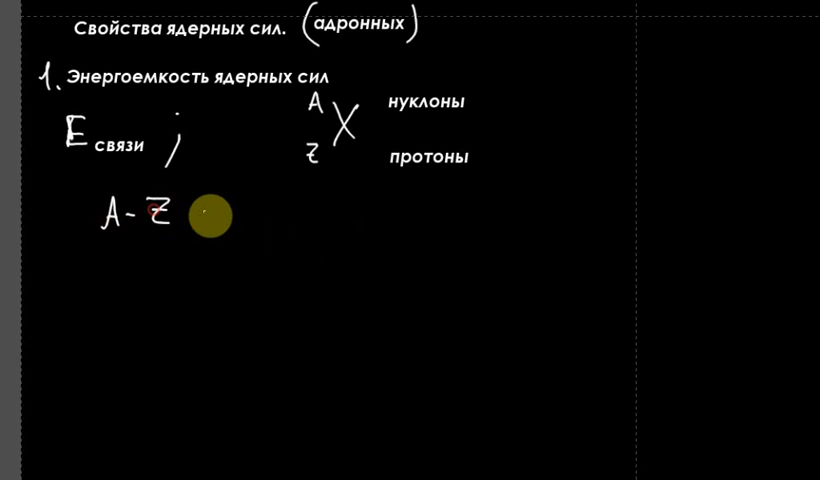 Свойства ядерных сил. (адронных)
1. Энергоемкость ядерных сил
A нуклоны
E связи ; X
Z протоны
A - Z